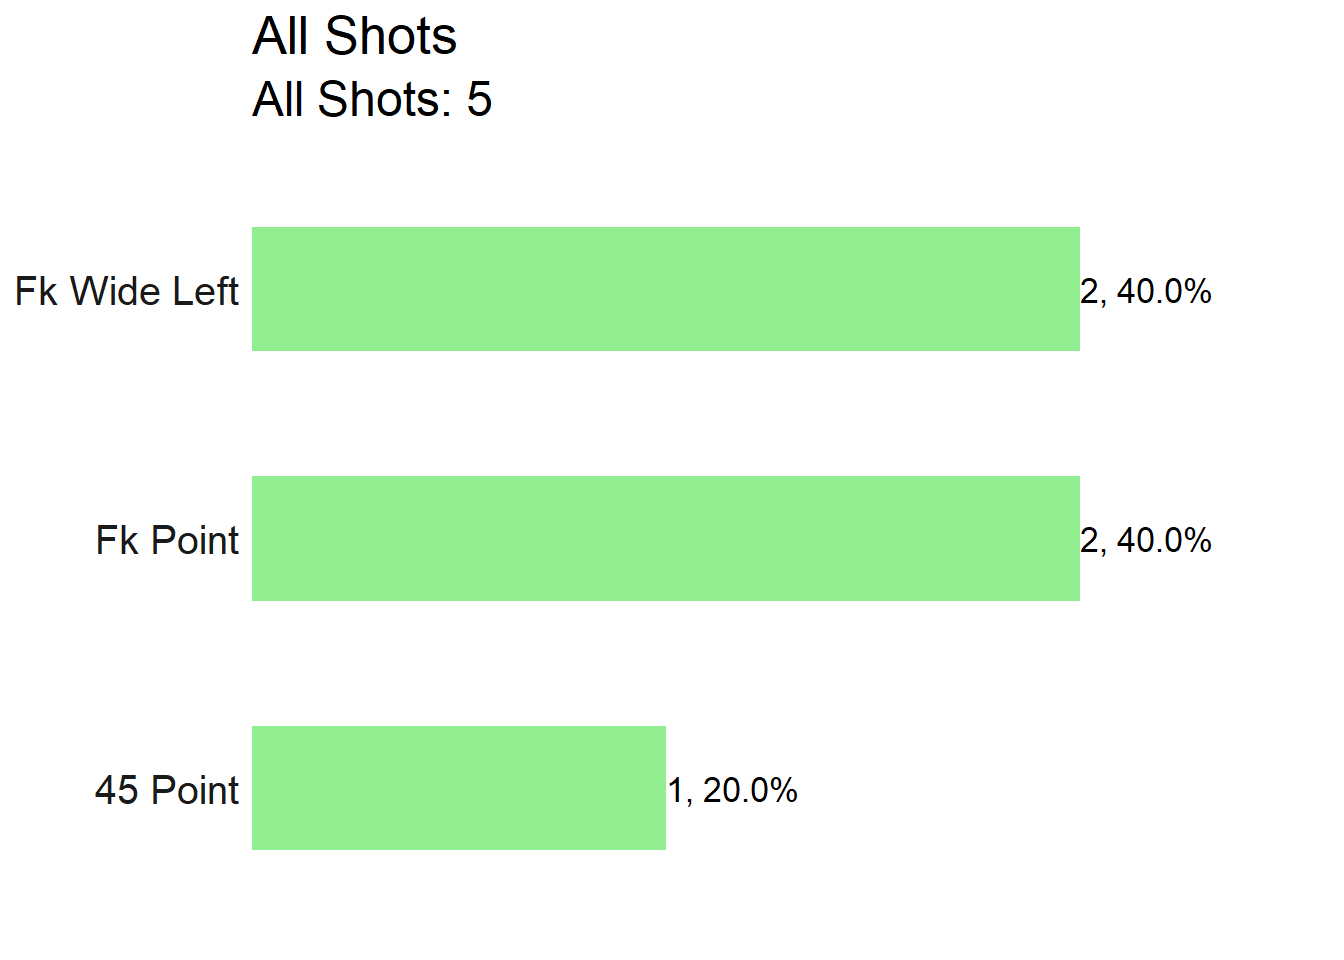 All Shots
All Shots: 5
Fk Wide Left 2, 40.0%
Fk Point 2, 40.0%
45 Point 1, 20.0%